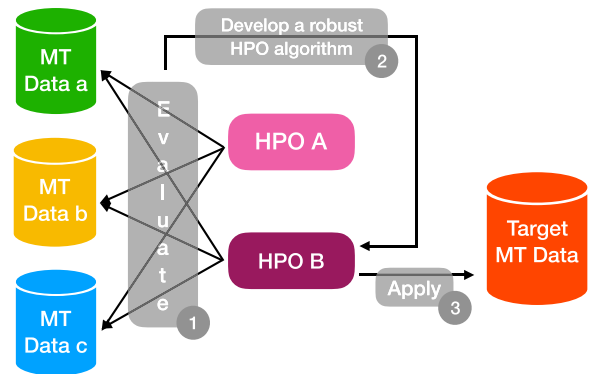 Develop a robust
HPO algorithm
2
MT
Data a
E
v
a
l
u
a
t
e
1
HPO A
MT
Data b
HPO B
Target
MT Data
Apply
3
MT
Data c